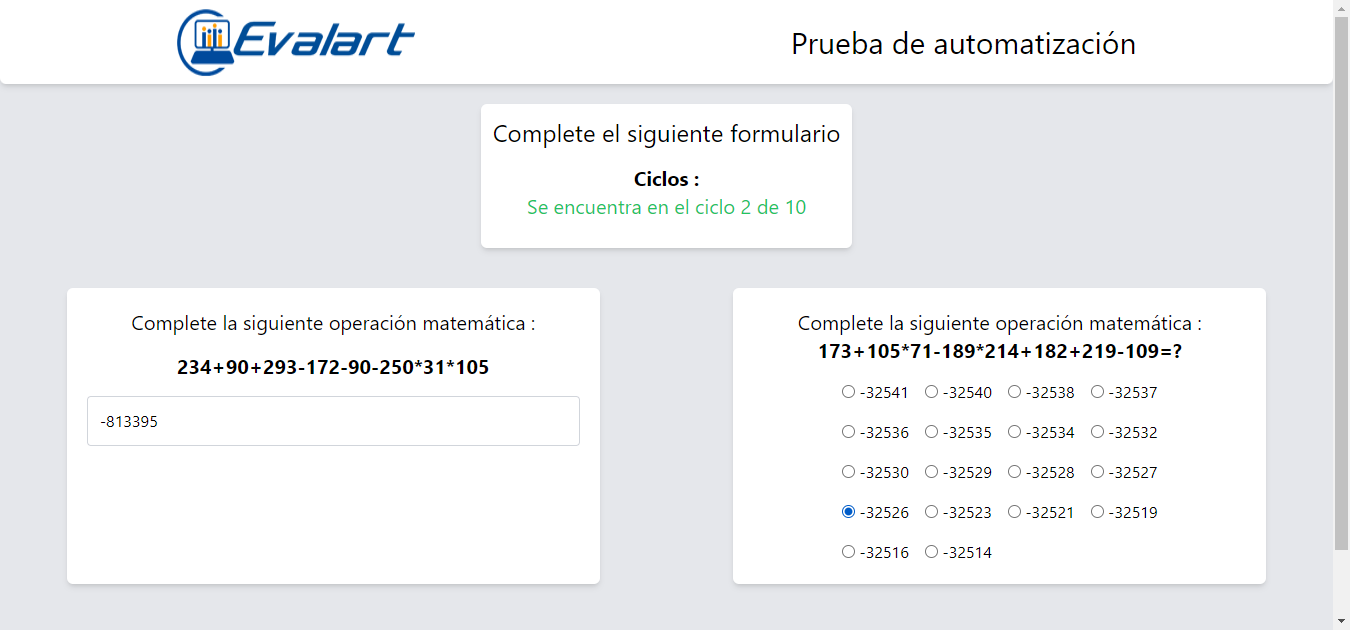 Evalart
Prueba de automatización
Complete el siguiente formulario
Ciclos :
Se encuentra en el ciclo 2 de 10
Complete la siguiente operación matemática :
234+90+293-172-90-250*31*105
-813395
Complete la siguiente operación matemática :
173+105*71-189*214+182+219-109=?
-32541 -32540 -32538 -32537
-32536 -32535 -32534 -32532
-32530 -32529 -32528 -32527
-32526 -32523 -32521 -32519
-32516 -32514